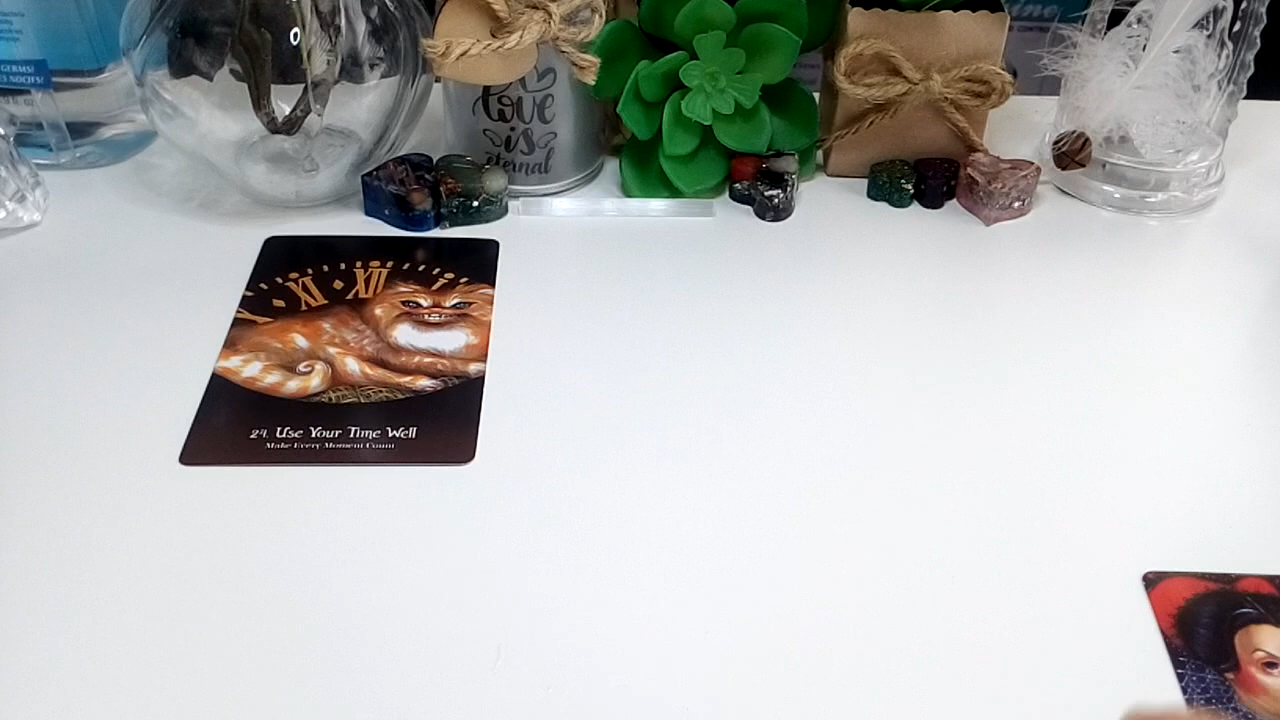 GERMS!
love
is
eternal
XI XII I
24. Use Your Time Well
Make Every Moment Count